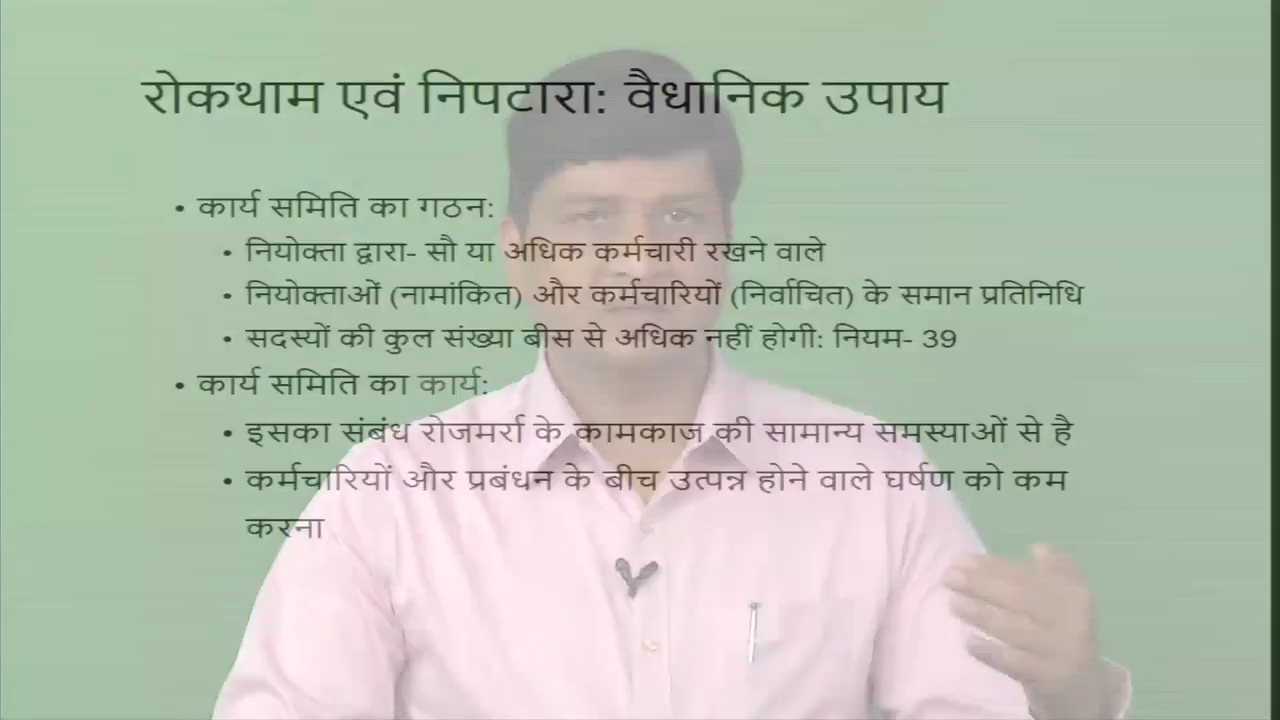 रोकथाम एवं निपटारा: वैधानिक उपाय
• कार्य समिति का गठन:
• नियोक्ता द्वारा- सौ या अधिक कर्मचारी रखने वाले
• नियोक्ताओं (नामांकित) और कर्मचारियों (निर्वाचित) के समान प्रतिनिधि
• सदस्यों की कुल संख्या बीस से अधिक नहीं होगी: नियम- 39
• कार्य समिति का कार्य:
• इसका संबंध रोजमर्रा के कामकाज की सामान्य समस्याओं से है
• कर्मचारियों और प्रबंधन के बीच उत्पन्न होने वाले घर्षण को कम
करना